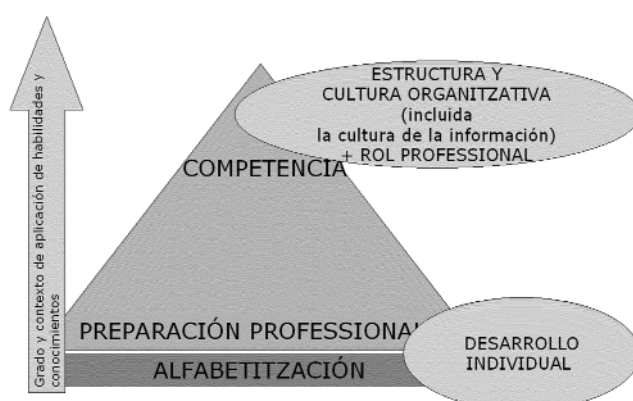 Grado y contexto de aplicación de habilidades y
conocimientos
ESTRUCTURA Y
CULTURA ORGANITZATIVA
(incluida
la cultura de la información)
+ ROL PROFESSIONAL
COMPETENCIA
PREPARACIÓN PROFESSIONAL
ALFABETITZACIÓN
DESARROLLO
INDIVIDUAL